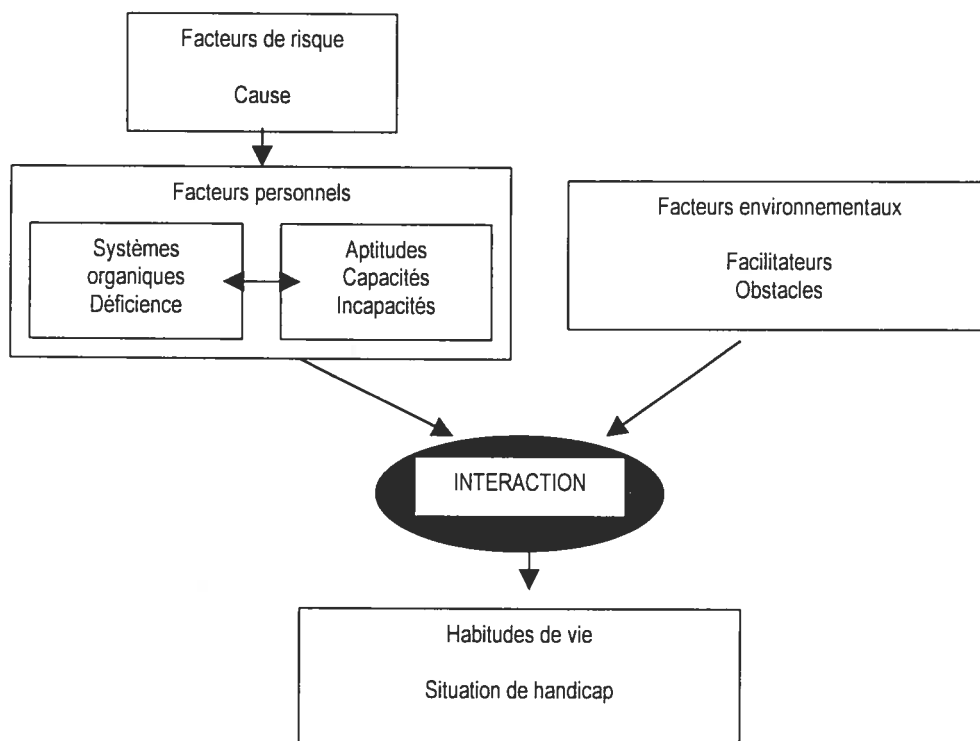 Facteurs de risque
Cause
Facteurs personnels
Systèmes
organiques
Déficience
Aptitudes
Capacités
Incapacités
Facteurs environnementaux
Facilitateurs
Obstacles
INTERACTION
Habitudes de vie
Situation de handicap